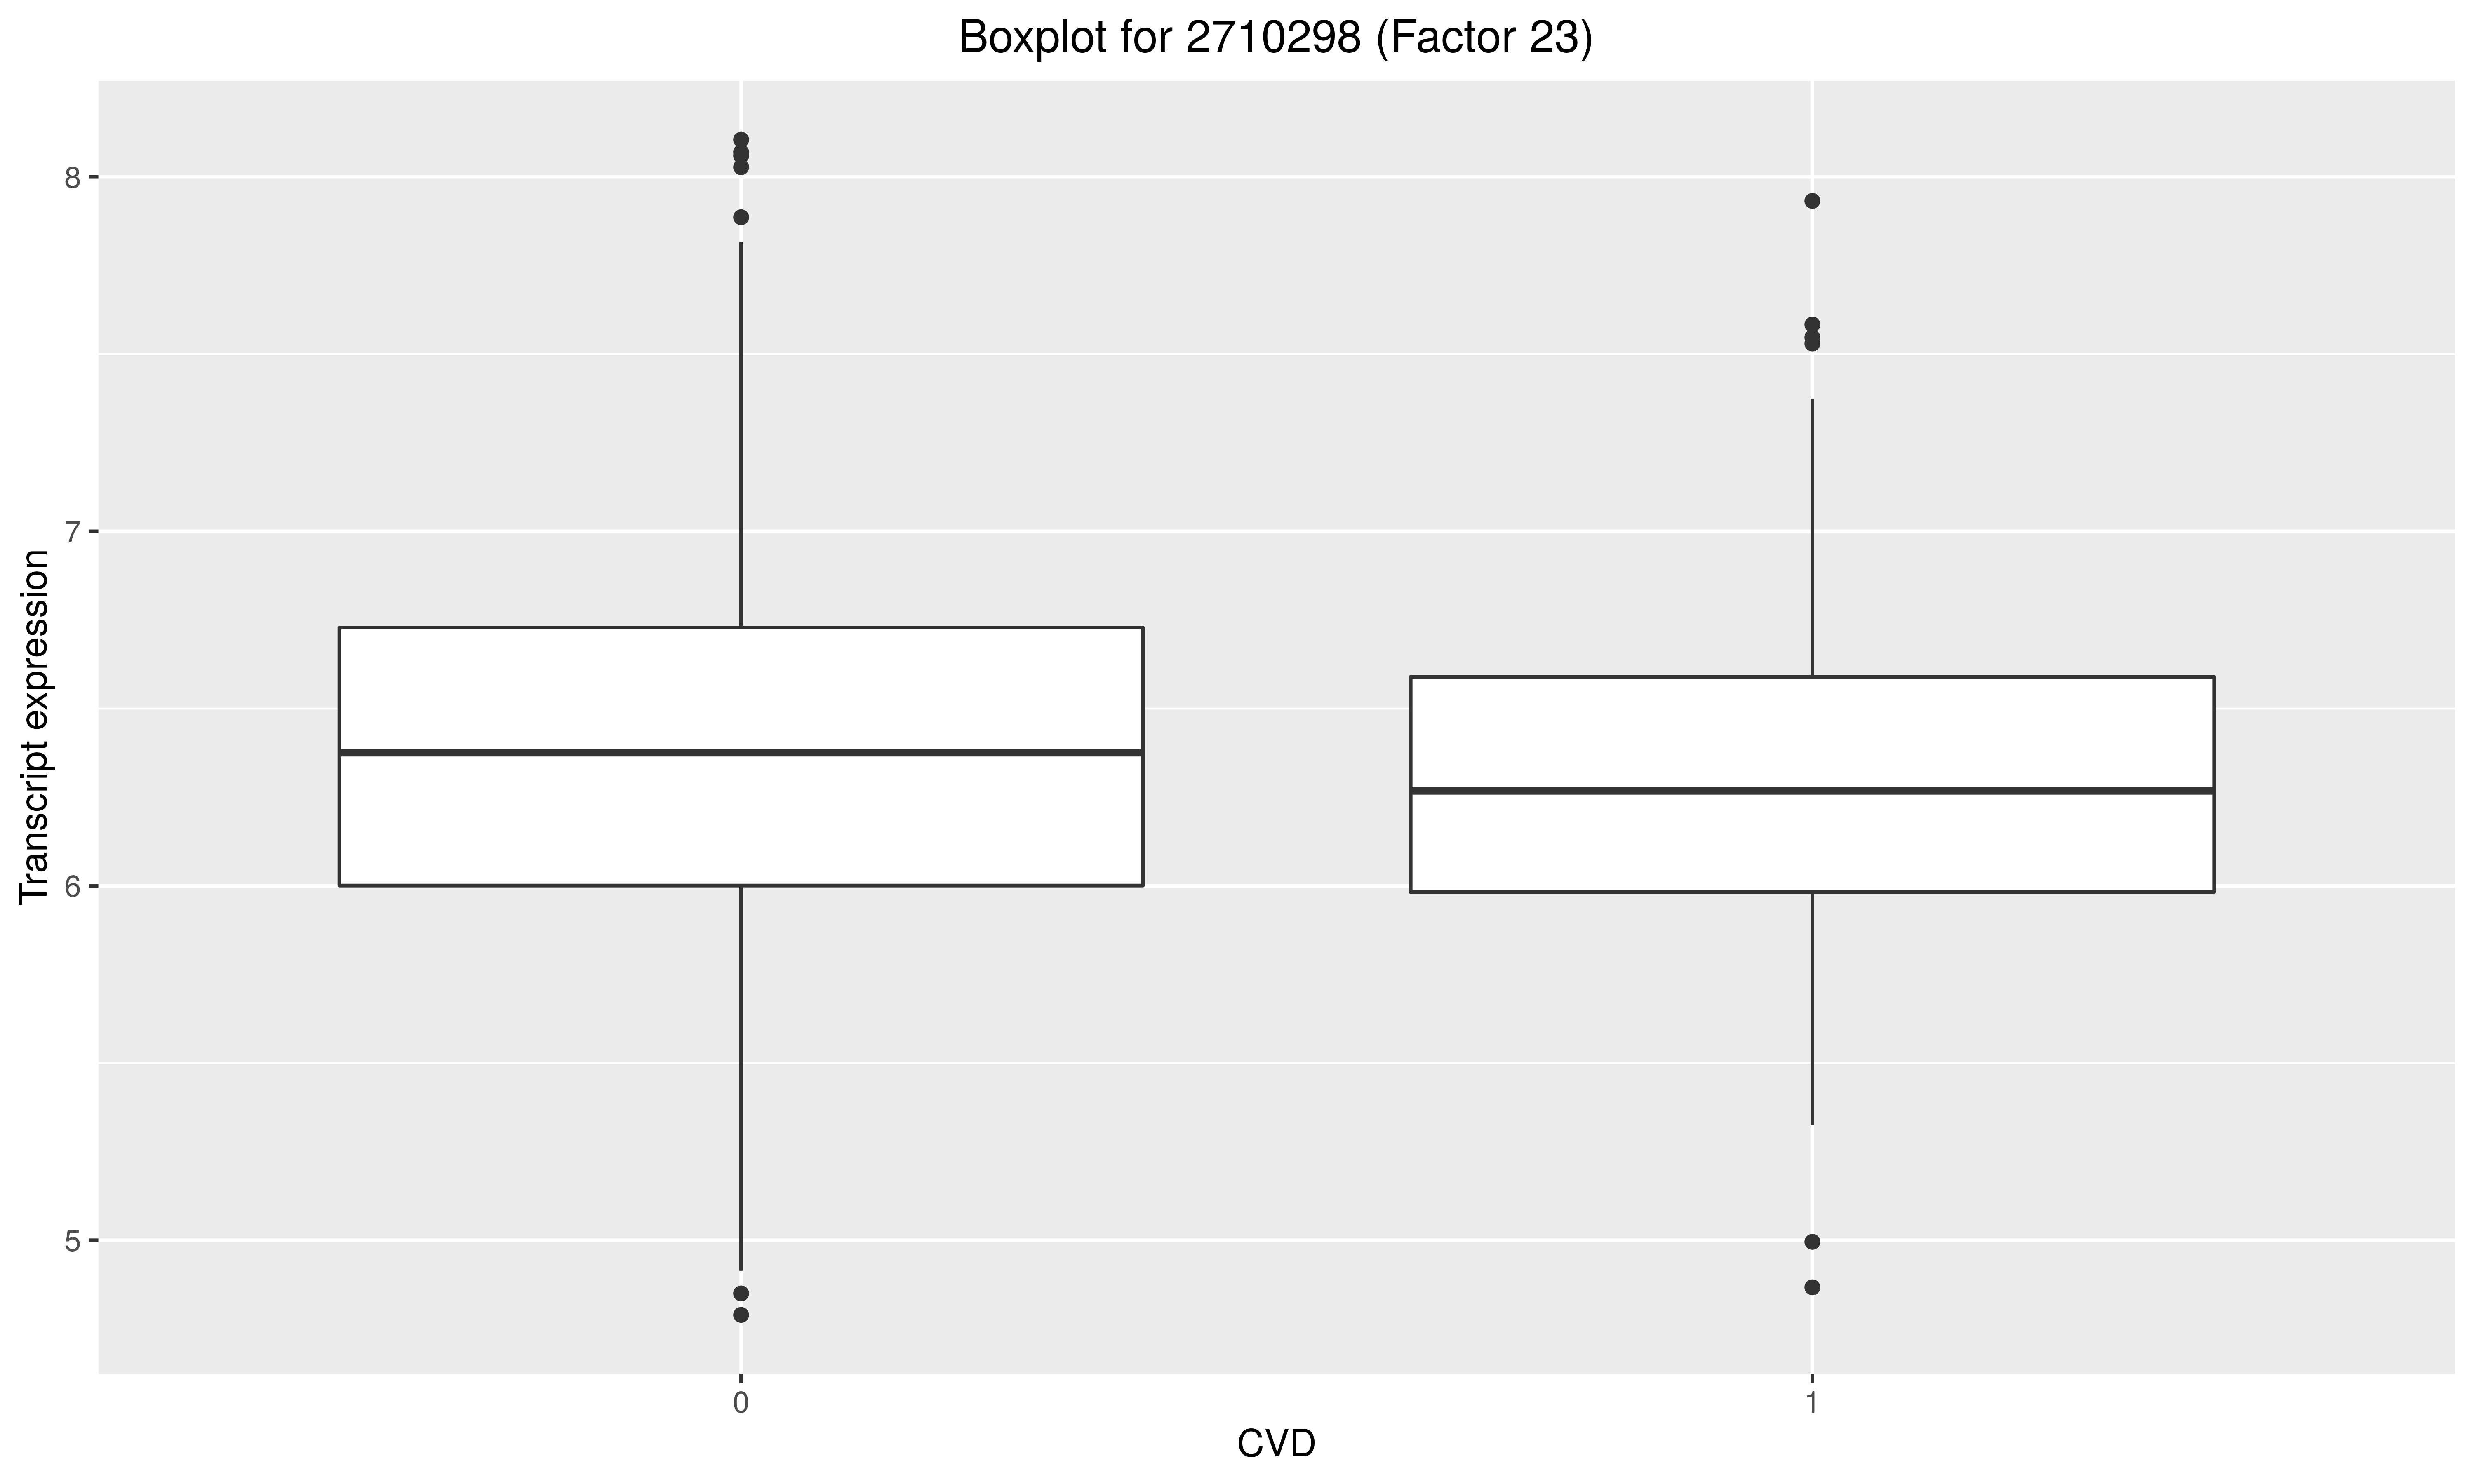 Boxplot for 2710298 (Factor 23)
Transcript expression
8
7
6
5
0
1
CVD